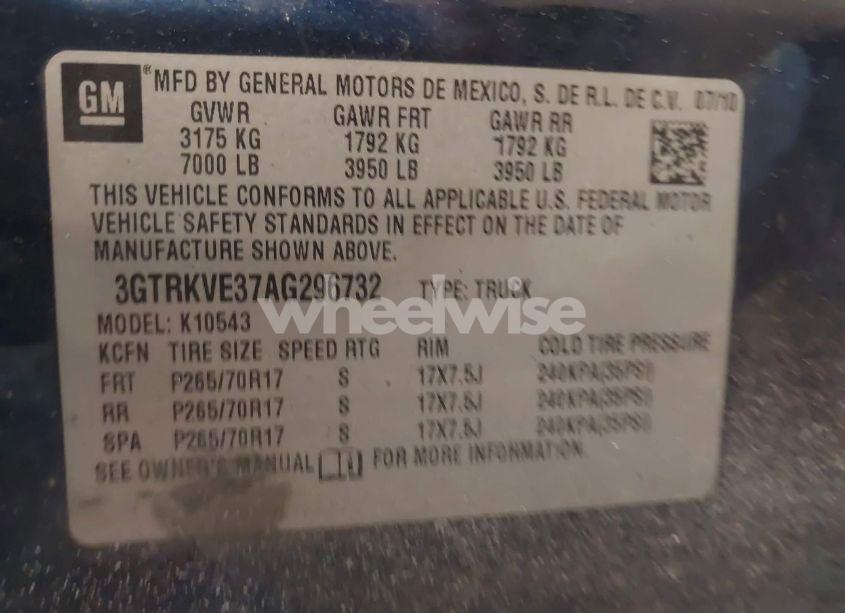 GM ® MFD BY GENERAL MOTORS DE MEXICO, S. DE R.L. DE C.V. 07/10
GVWR GAWR FRT GAWR RR
3175 KG 1792 KG 1792 KG
7000 LB 3950 LB 3950 LB
THIS VEHICLE CONFORMS TO ALL APPLICABLE U.S. FEDERAL MOTOR
VEHICLE SAFETY STANDARDS IN EFFECT ON THE DATE OF
MANUFACTURE SHOWN ABOVE.
3GTRKVE37AG296732 TYPE: TRUCK
wheelwise
MODEL: K10543
KCFN TIRE SIZE SPEED RTG RIM COLD TIRE PRESSURE
FRT P265/70R17 S 17X7.5J 240KPA(35PSI)
RR P265/70R17 S 17X7.5J 240KPA(35PSI)
SPA P265/70R17 S 17X7.5J 240KPA(35PSI)
SEE OWNER'S MANUAL FOR MORE INFORMATION.